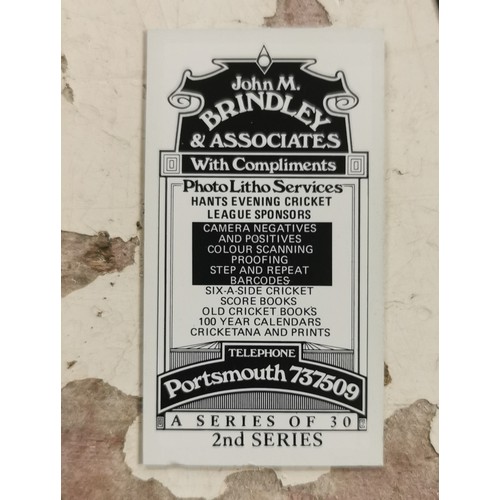 John M.
BRINDLEY
& ASSOCIATES
With Compliments
Photo Litho Services
HANTS EVENING CRICKET
LEAGUE SPONSORS
CAMERA NEGATIVES
AND POSITIVES
COLOUR SCANNING
PROOFING
STEP AND REPEAT
BARCODES
SIX-A-SIDE CRICKET
SCORE BOOKS
OLD CRICKET BOOKS
100 YEAR CALENDARS
CRICKETANA AND PRINTS
TELEPHONE
Portsmouth 737509
A SERIES OF 30
2nd SERIES